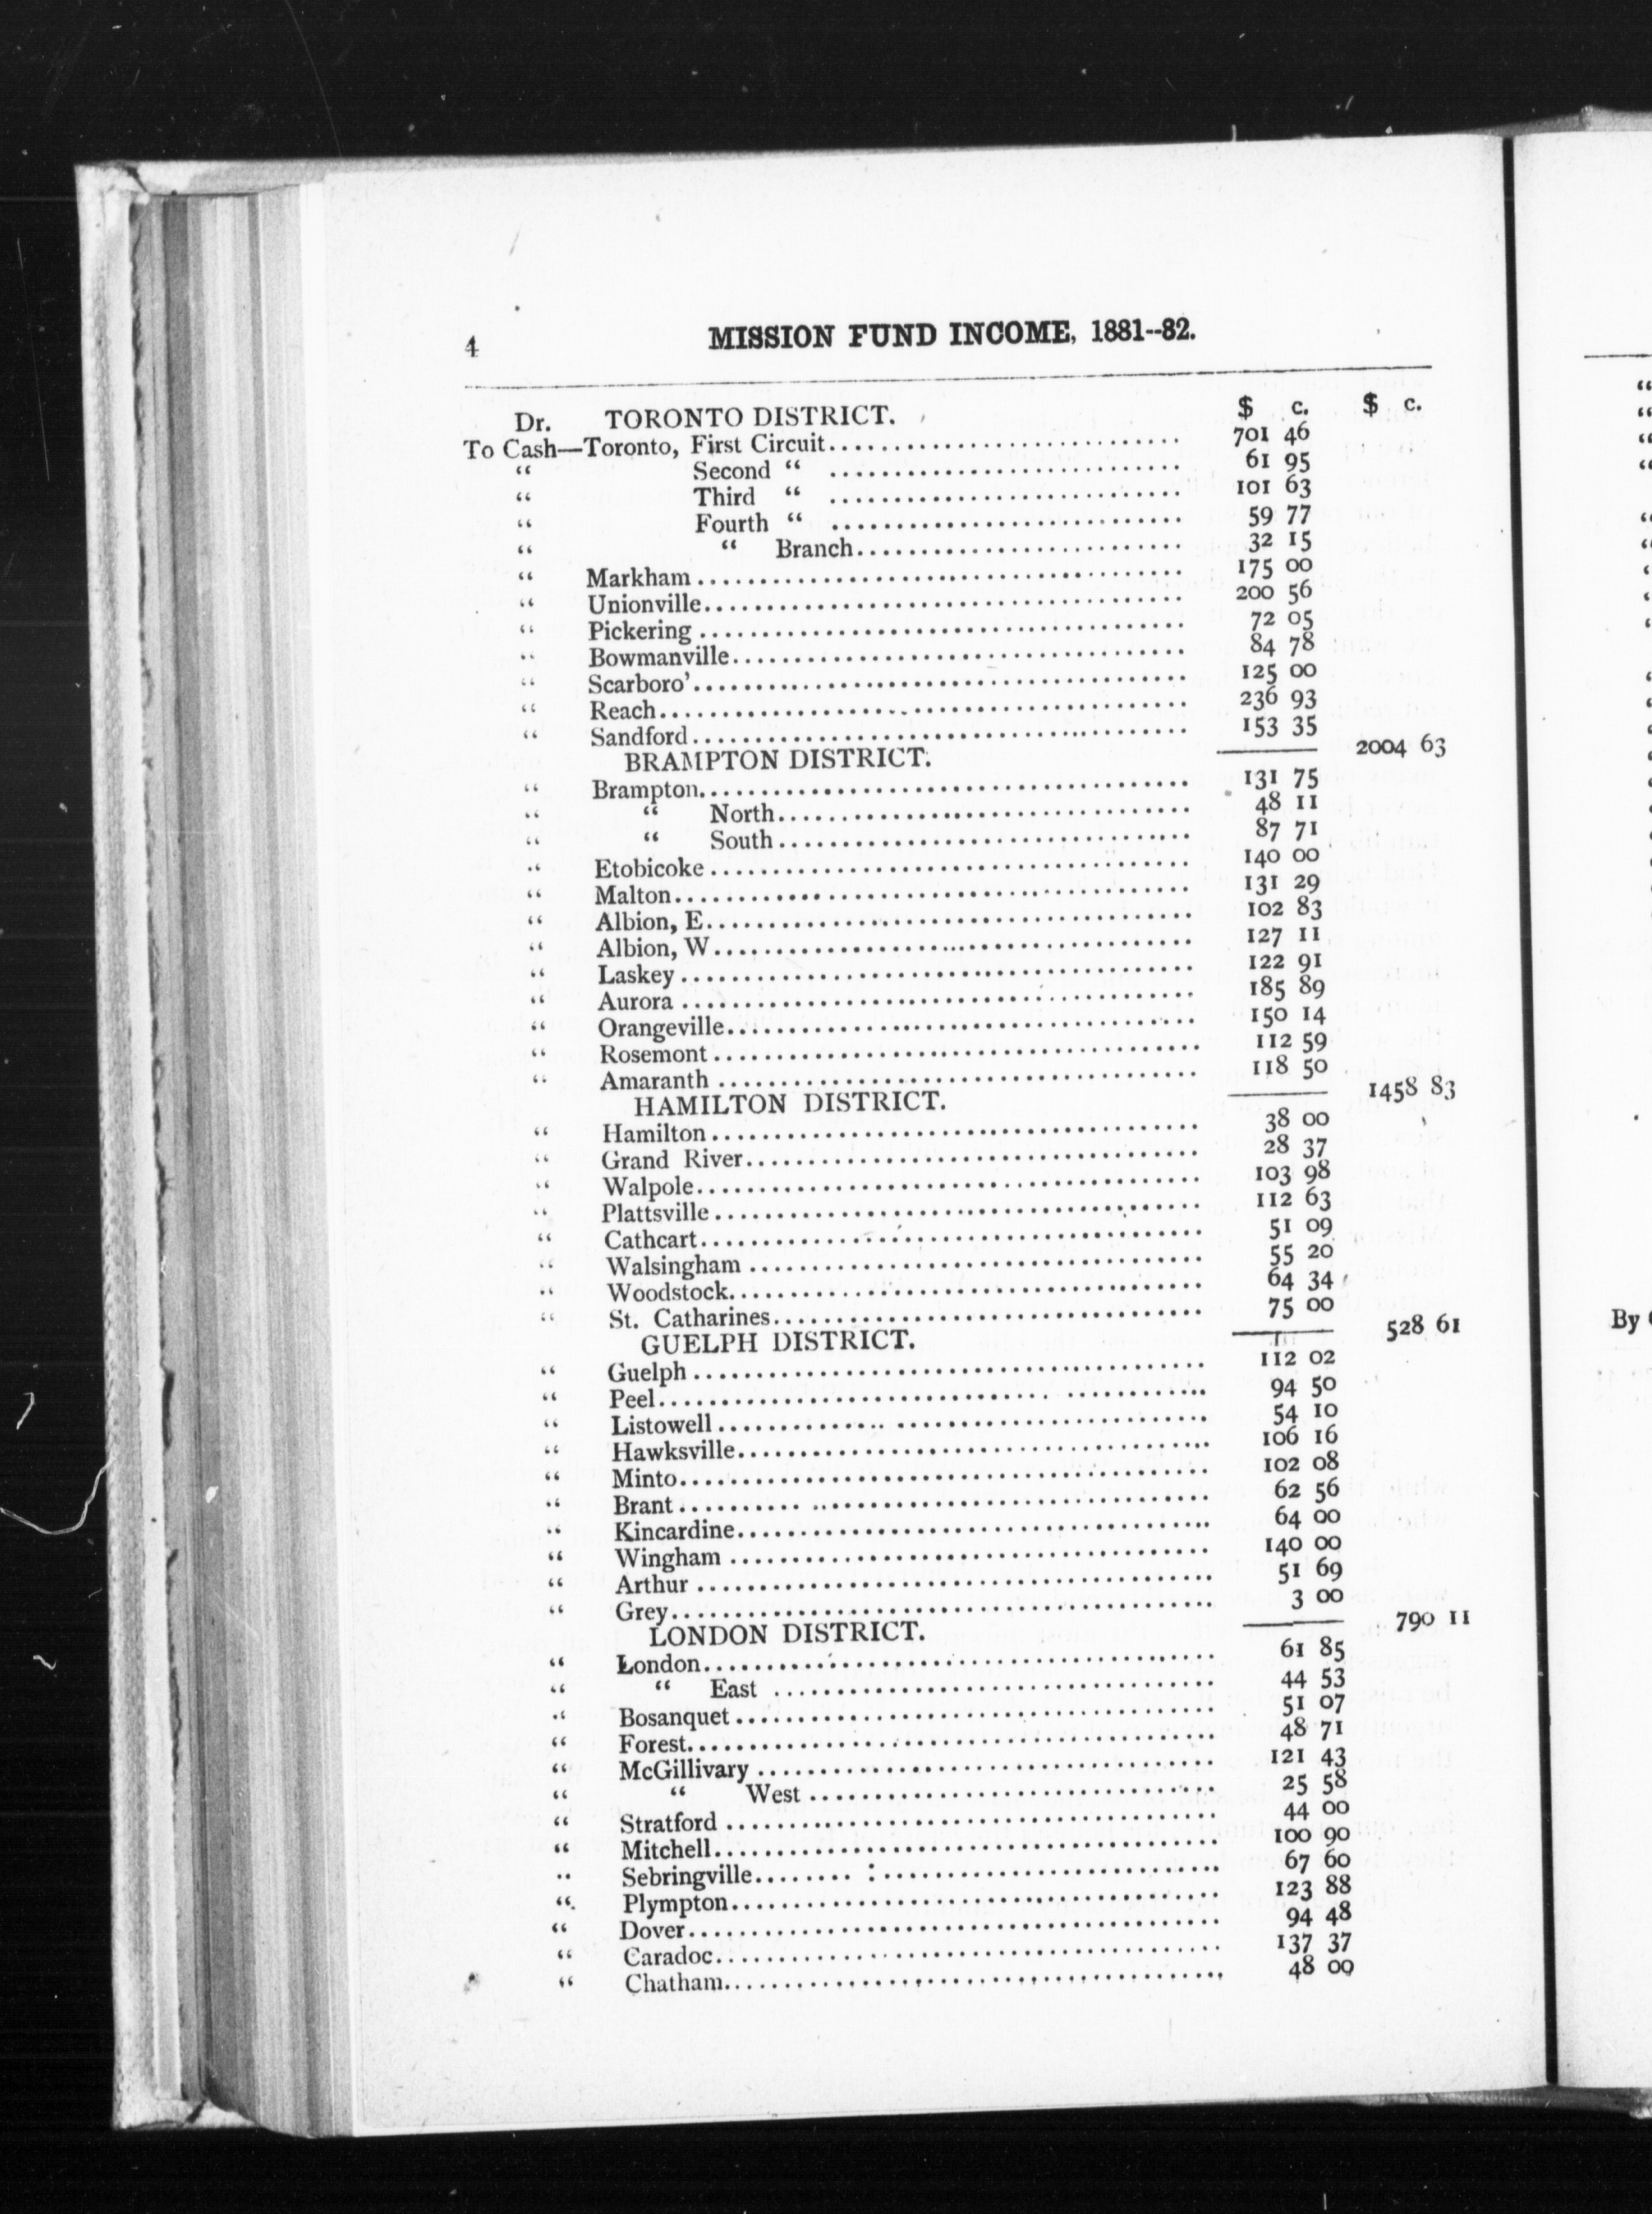 4 MISSION FUND INCOME, 1881--82.
Dr. TORONTO DISTRICT. $ c. $ c.
To Cash—Toronto, First Circuit.............................. 701 46
“ Second “ .............................. 61 95
“ Third “ .............................. 101 63
“ Fourth “ .............................. 59 77
“ “ Branch.............................. 32 15
“ Markham .............................. 175 00
“ Unionville.............................. 200 56
“ Pickering .............................. 72 05
“ Bowmanville.............................. 84 78
“ Scarboro’.............................. 125 00
“ Reach.............................. 236 93
“ Sandford.............................. 153 35
BRAMPTON DISTRICT. 2004 63
“ Brampton.............................. 131 75
“ “ North.............................. 48 11
“ “ South.............................. 87 71
“ Etobicoke .............................. 140 00
“ Malton.............................. 131 29
“ Albion, E.............................. 102 83
“ Albion, W.............................. 127 11
“ Laskey .............................. 122 91
“ Aurora .............................. 185 89
“ Orangeville.............................. 150 14
“ Rosemont .............................. 112 59
“ Amaranth .............................. 118 50
HAMILTON DISTRICT. 1458 83
“ Hamilton.............................. 38 00
“ Grand River.............................. 28 37
“ Walpole.............................. 103 98
“ Plattsville.............................. 112 63
“ Cathcart.............................. 51 09
“ Walsingham .............................. 55 20
“ Woodstock.............................. 64 34
“ St. Catharines.............................. 75 00
GUELPH DISTRICT. 528 61
“ Guelph .............................. 112 02
“ Peel.............................. 94 50
“ Listowell.............................. 54 10
“ Hawksville.............................. 106 16
“ Minto.............................. 102 08
“ Brant.............................. 62 56
“ Kincardine.............................. 64 00
“ Wingham .............................. 140 00
“ Arthur .............................. 51 69
“ Grey.............................. 3 00
LONDON DISTRICT. 790 11
“ London.............................. 61 85
“ “ East .............................. 44 53
“ Bosanquet .............................. 51 07
“ Forest.............................. 48 71
“ McGillivary .............................. 121 43
“ “ West .............................. 25 58
“ Stratford .............................. 44 00
“ Mitchell.............................. 100 90
“ Sebringville.............................. 67 60
“ Plympton.............................. 123 88
“ Dover.............................. 94 48
“ Caradoc.............................. 137 37
“ Chatham.............................. 48 00
By